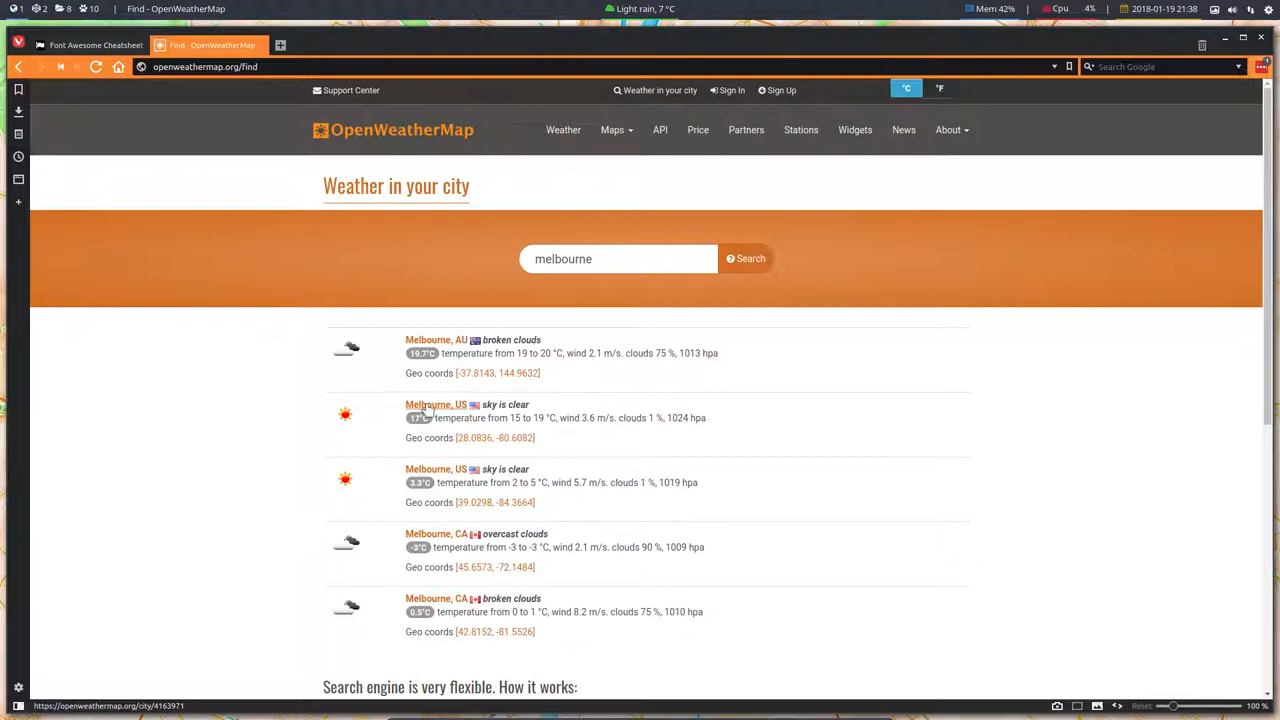 1 2 8 10 | Font - OpenWeatherMap
Light rain, 7 °C
Mem 42% | Cpu 4% | 2018-01-19 21:38
Font Awesome Cheatsheet
Find - OpenWeatherMap
openweathermap.org/find
Search Google
Support Center
Weather in your city
Sign In
Sign Up
°C
°F
OpenWeatherMap
Weather
Maps
API
Price
Partners
Stations
Widgets
News
About
Weather in your city
melbourne
Search
Melbourne, AU broken clouds
19.7°C temperature from 19 to 20 °C, wind 2.1 m/s. clouds 75 %, 1013 hpa
Geo coords [-37.8143, 144.9632]
Melbourne, US sky is clear
17°C temperature from 15 to 19 °C, wind 3.6 m/s. clouds 1 %, 1024 hpa
Geo coords [28.0836, -80.6082]
Melbourne, US sky is clear
3.3°C temperature from 2 to 5 °C, wind 5.7 m/s. clouds 1 %, 1019 hpa
Geo coords [39.0298, -84.3664]
Melbourne, CA overcast clouds
-3°C temperature from -3 to -3 °C, wind 2.1 m/s. clouds 90 %, 1009 hpa
Geo coords [45.6573, -72.1484]
Melbourne, CA broken clouds
0.5°C temperature from 0 to 1 °C, wind 8.2 m/s. clouds 75 %, 1010 hpa
Geo coords [42.8152, -81.5526]
Search engine is very flexible. How it works:
https://openweathermap.org/city/4163971
Reset
100 %